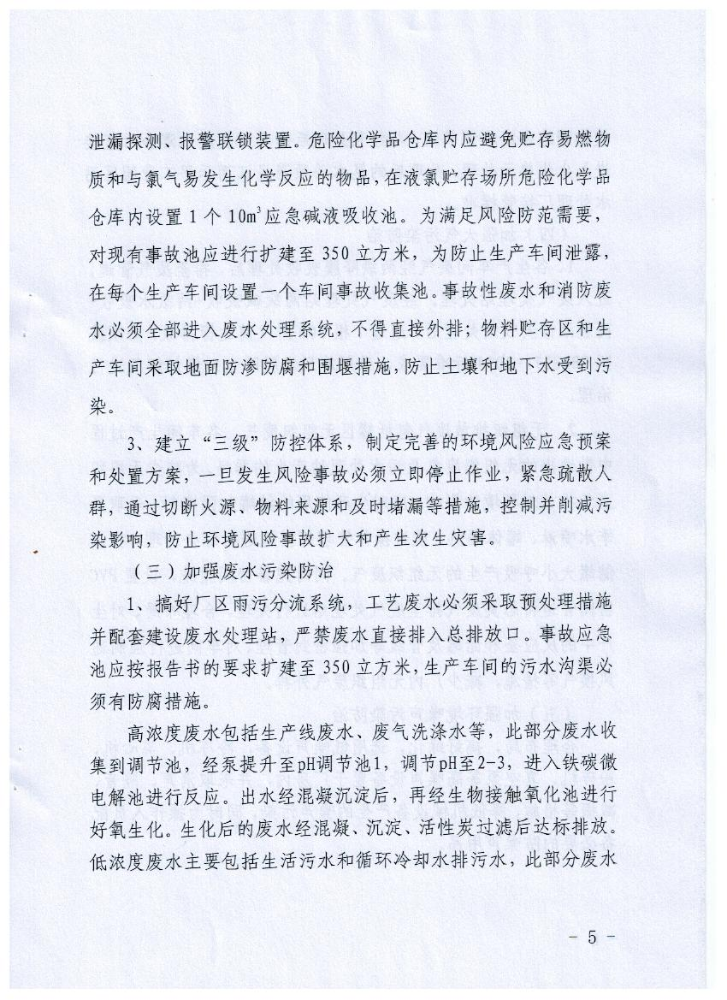 泄漏探测、报警联锁装置。危险化学品仓库内应避免贮存易燃物
质和与氯气易发生化学反应的物品，在液氯贮存场所危险化学品
仓库内设置 1 个 10m³应急碱液吸收池。为满足风险防范需要，
对现有事故池应进行扩建至 350 立方米，为防止生产车间泄露，
在每个生产车间设置一个车间事故收集池。事故性废水和消防废
水必须全部进入废水处理系统，不得直接外排；物料贮存区和生
产车间采取地面防渗防腐和围堰措施，防止土壤和地下水受到污
染。
3、建立“三级”防控体系，制定完善的环境风险应急预案
和处置方案，一旦发生风险事故必须立即停止作业，紧急疏散人
群，通过切断火源、物料来源和及时堵漏等措施，控制并削减污
染影响，防止环境风险事故扩大和产生次生灾害。
（三）加强废水污染防治
1、搞好厂区雨污分流系统，工艺废水必须采取预处理措施
并配套建设废水处理站，严禁废水直接排入总排放口。事故应急
池应按报告书的要求扩建至 350 立方米，生产车间的污水沟渠必
须有防腐措施。
高浓度废水包括生产线废水、废气洗涤水等，此部分废水收
集到调节池，经泵提升至pH调节池1，调节pH至2-3，进入铁碳微
电解池进行反应。出水经混凝沉淀后，再经生物接触氧化池进行
好氧生化。生化后的废水经混凝、沉淀、活性炭过滤后达标排放。
低浓度废水主要包括生活污水和循环冷却水排污水，此部分废水
- 5 -